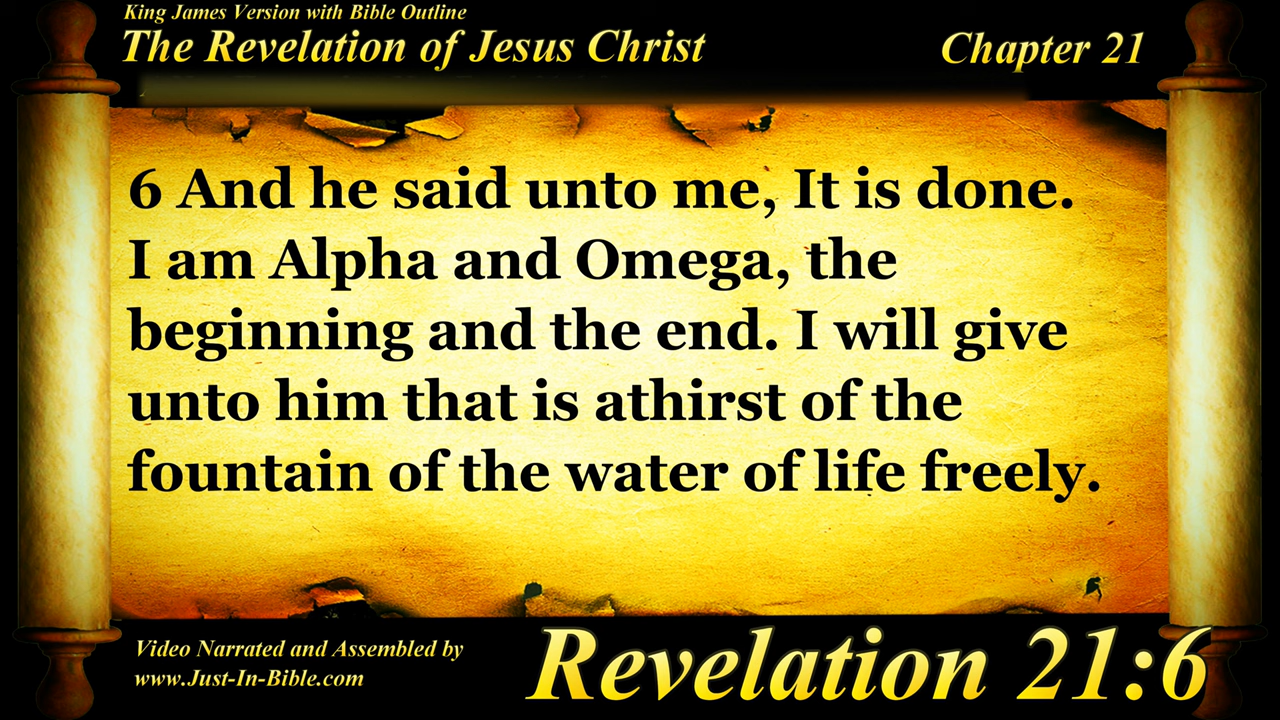 King James Version with Bible Outline
The Revelation of Jesus Christ
Chapter 21
6 And he said unto me, It is done.
I am Alpha and Omega, the
beginning and the end. I will give
unto him that is athirst of the
fountain of the water of life freely.
Video Narrated and Assembled by
www.Just-In-Bible.com
Revelation 21:6